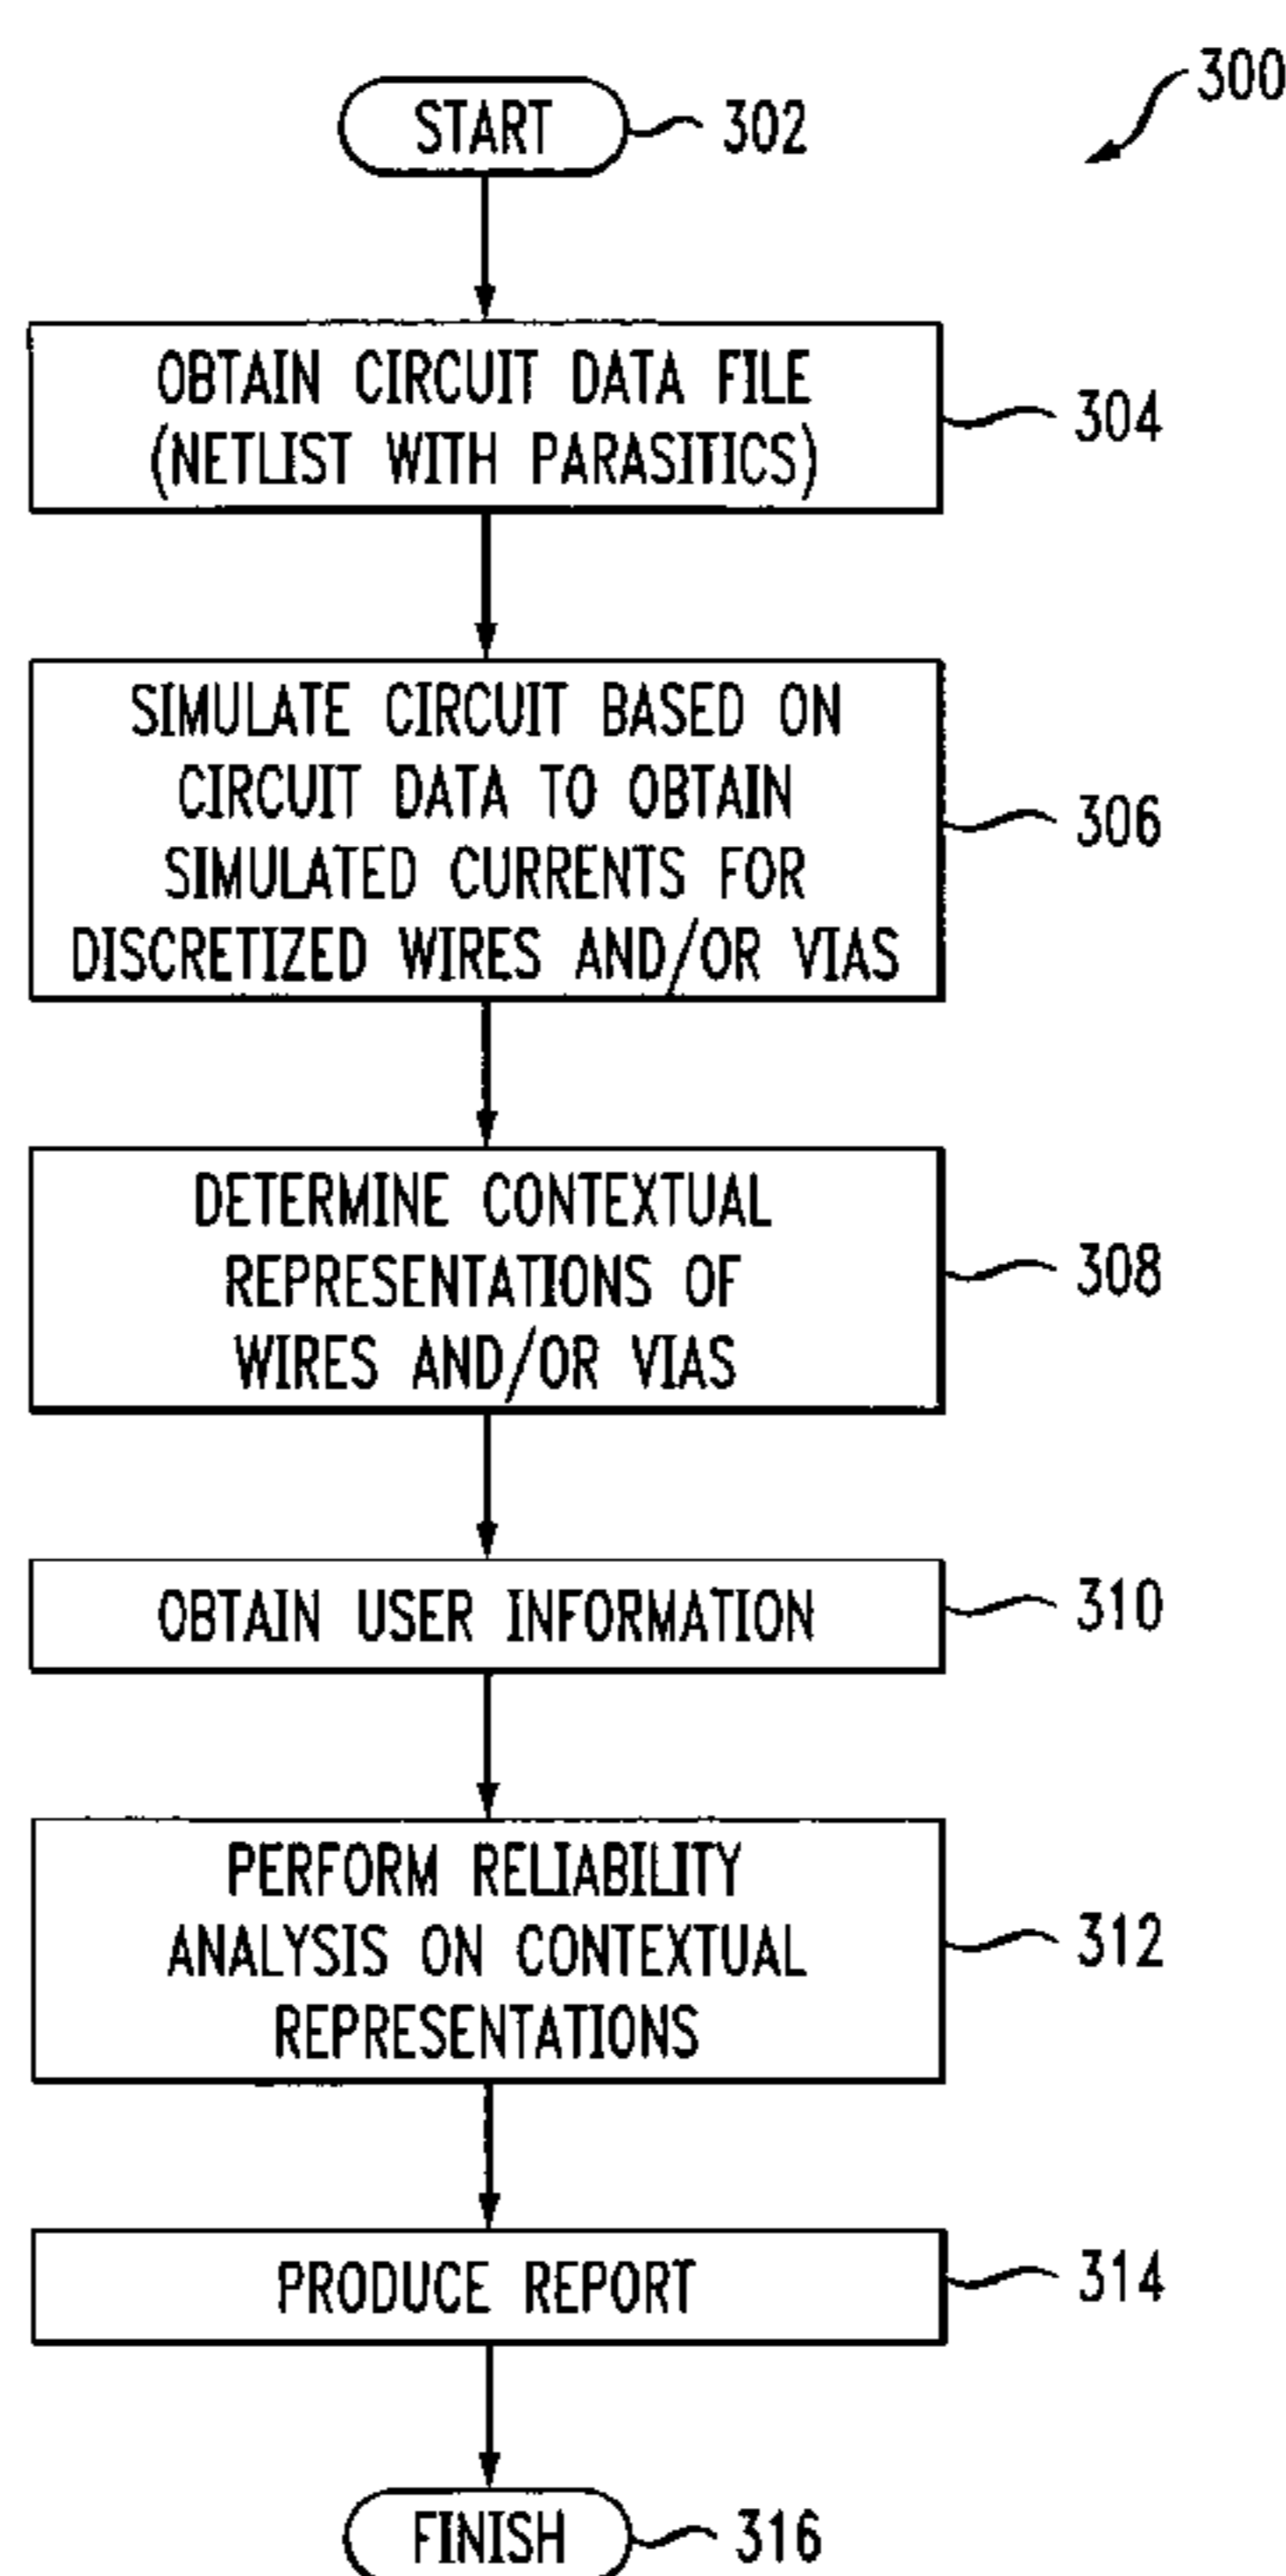 300
START
302
OBTAIN CIRCUIT DATA FILE
(NETLIST WITH PARASITICS)
304
SIMULATE CIRCUIT BASED ON
CIRCUIT DATA TO OBTAIN
SIMULATED CURRENTS FOR
DISCRETIZED WIRES AND/OR VIAS
306
DETERMINE CONTEXTUAL
REPRESENTATIONS OF
WIRES AND/OR VIAS
308
OBTAIN USER INFORMATION
310
PERFORM RELIABILITY
ANALYSIS ON CONTEXTUAL
REPRESENTATIONS
312
PRODUCE REPORT
314
FINISH
316